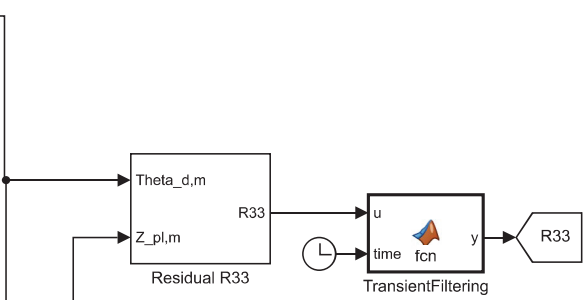 Theta_d,m
Z_pl,m
R33
Residual R33
u
time
fcn
y
TransientFiltering
R33